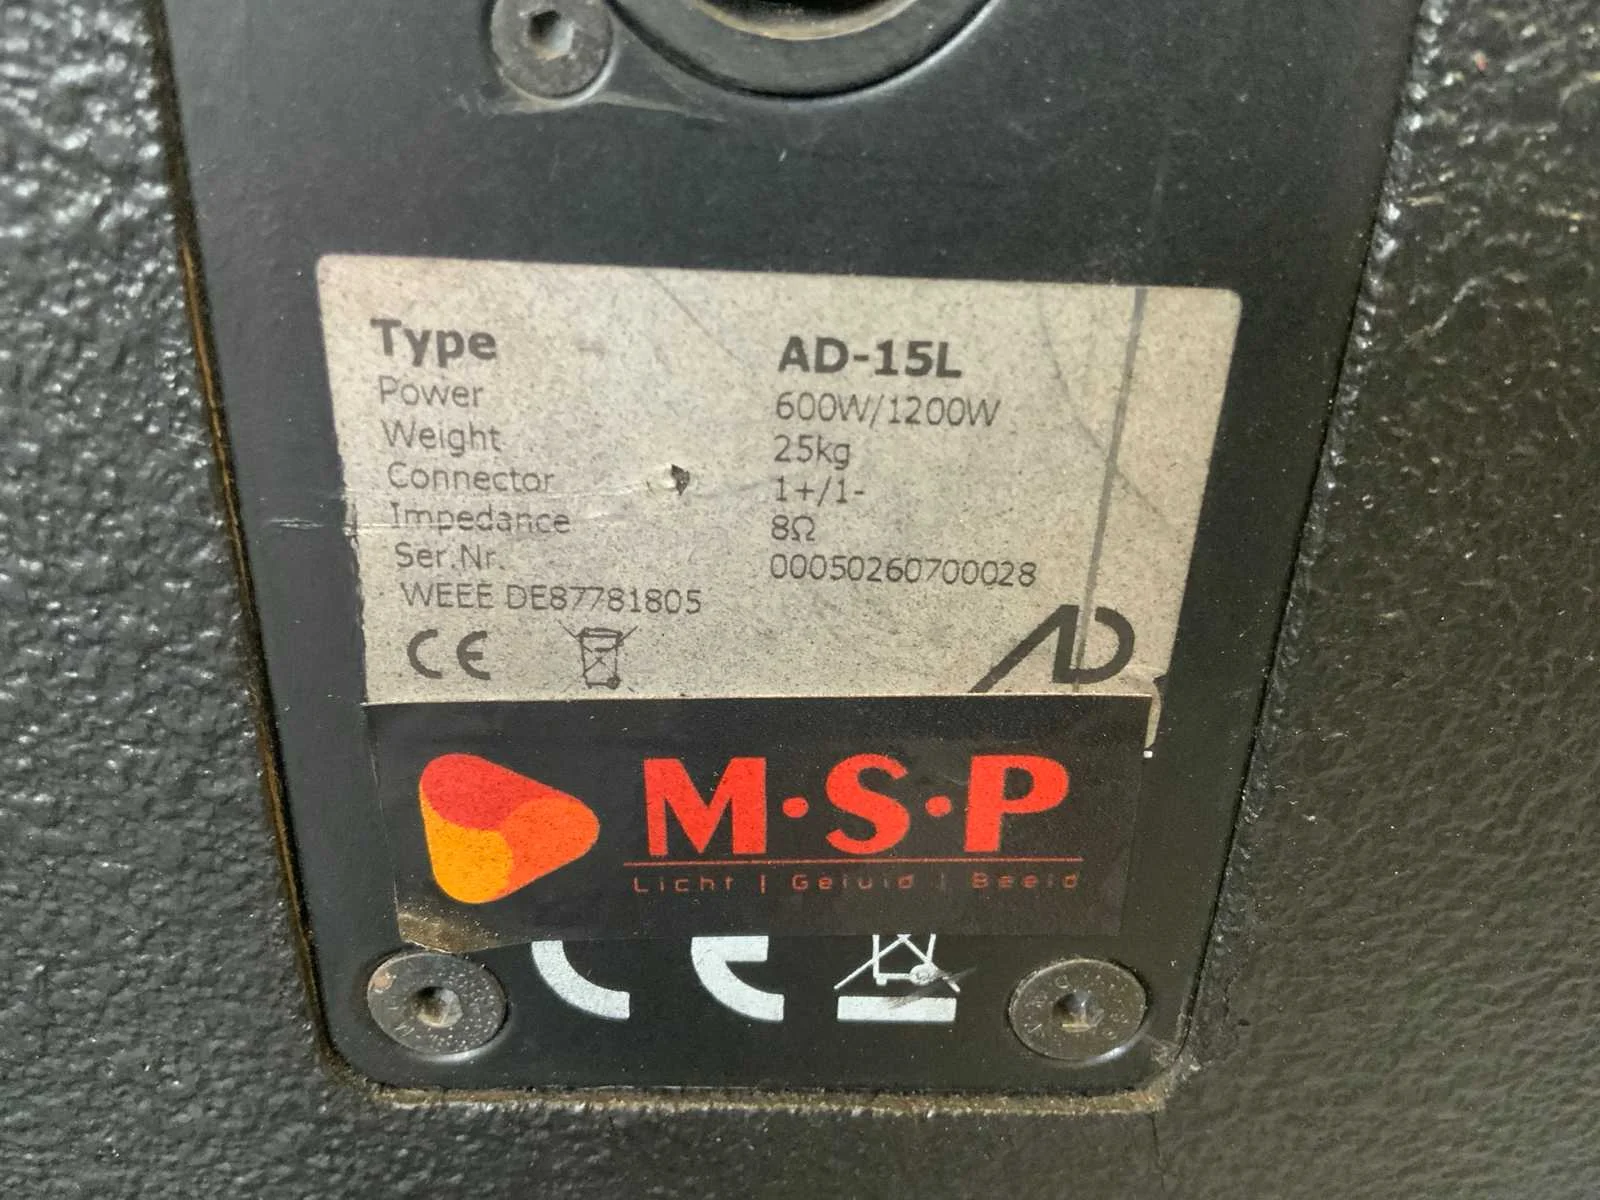 Type AD-15L
Power 600W/1200W
Weight 25kg
Connector 1+/1-
Impedance 8Ω
Ser.Nr. 00050260700028
WEEE DE87781805
CE
AD
M·S·P
Licht | Geluid | Beeld
CE